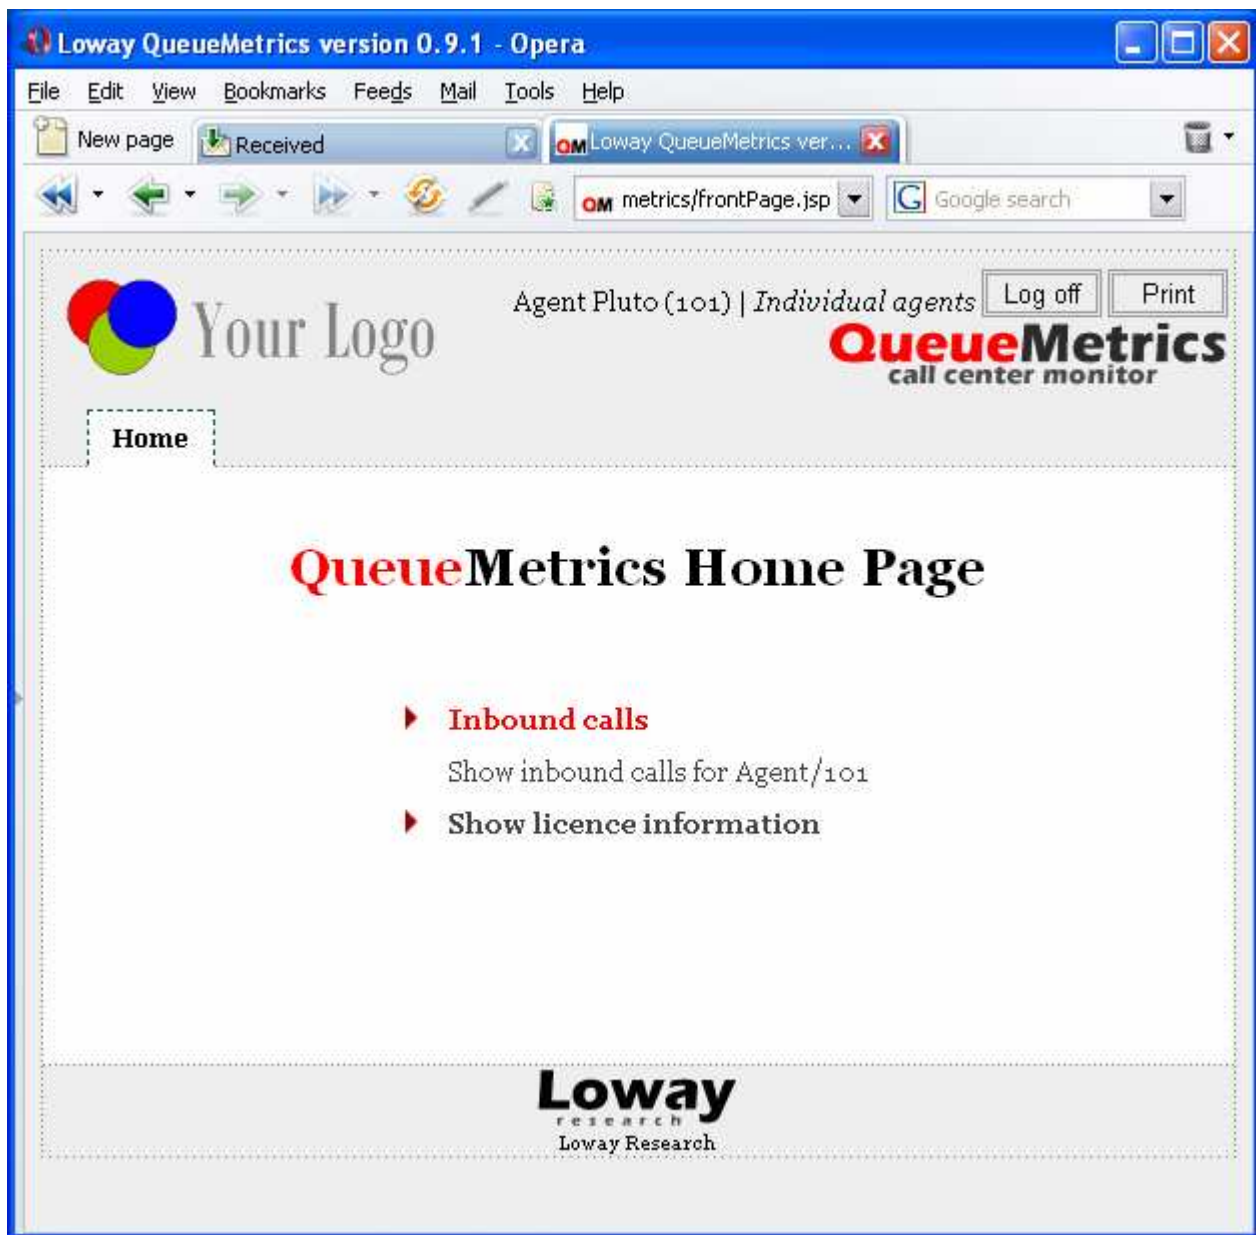 Loway QueueMetrics version 0.9.1 - Opera
File Edit View Bookmarks Feeds Mail Tools Help
New page Received Loway QueueMetrics ver...
QM metrics/frontPage.jsp G Google search
Your Logo
Agent Pluto (101) | Individual agents Log off Print
QueueMetrics
call center monitor
Home
QueueMetrics Home Page
Inbound calls
Show inbound calls for Agent/101
Show licence information
Loway
research
Loway Research